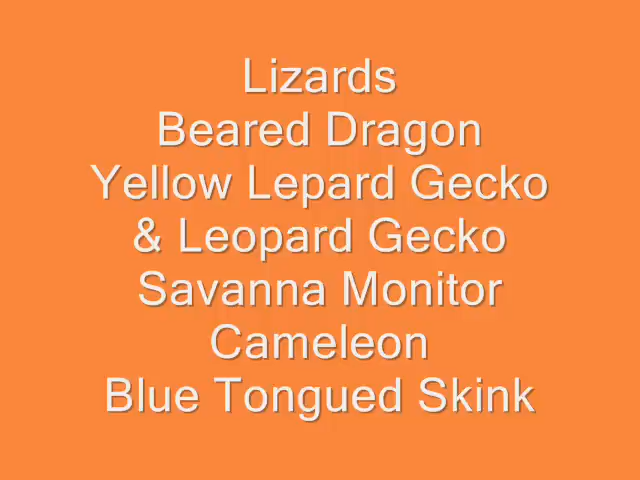 Lizards
Beared Dragon
Yellow Lepard Gecko
& Leopard Gecko
Savanna Monitor
Cameleon
Blue Tongued Skink